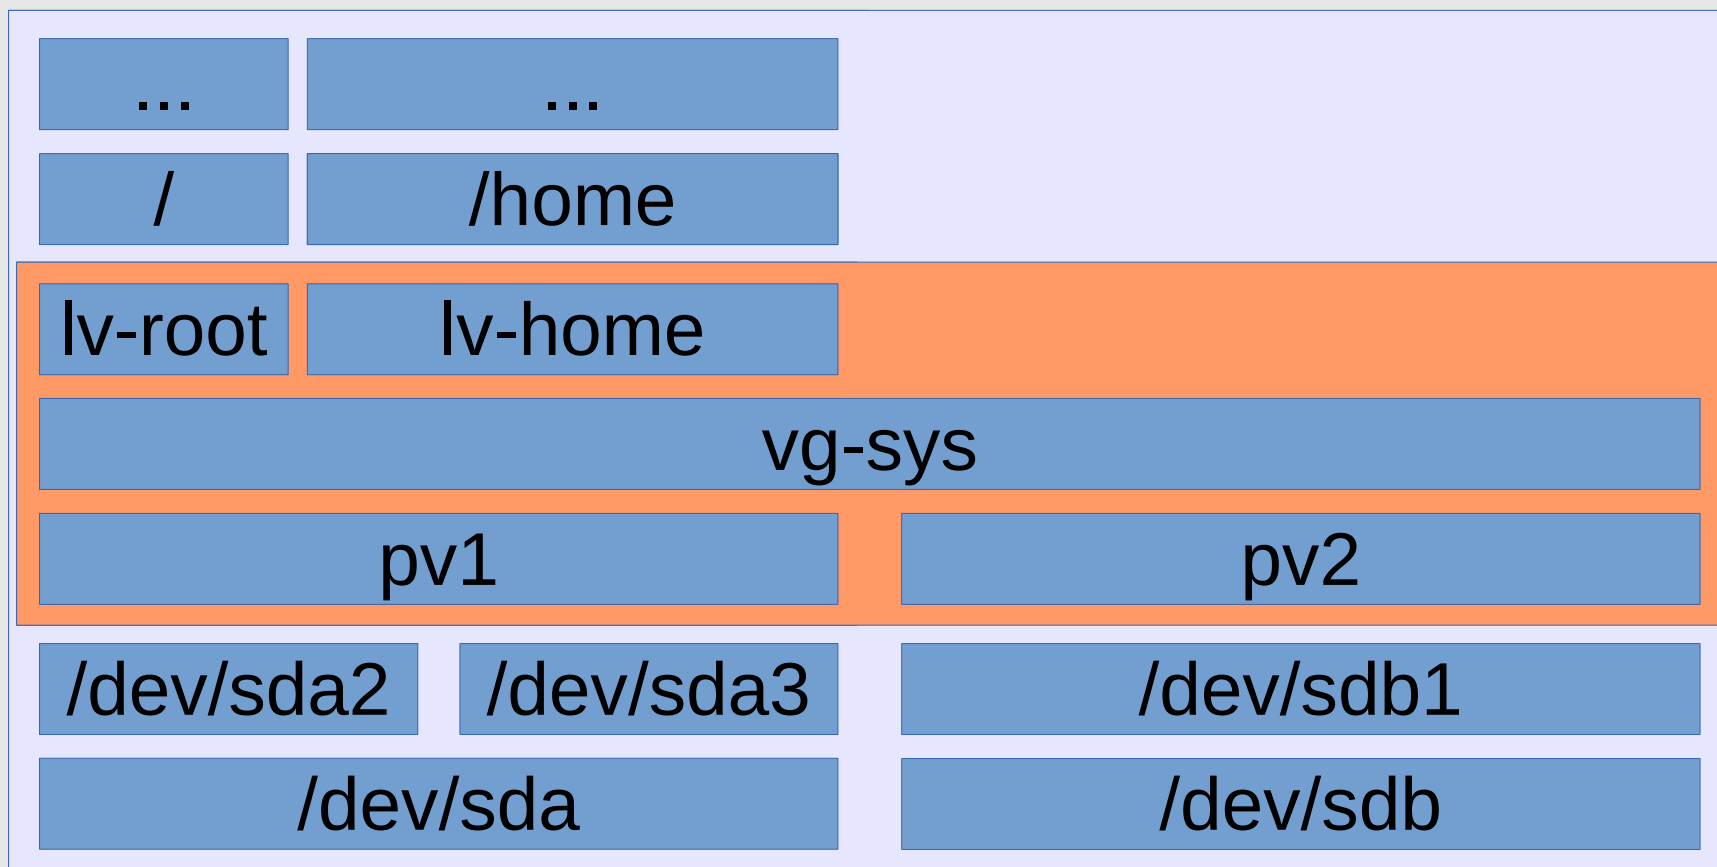 ... ...
/ /home
lv-root lv-home
vg-sys
pv1 pv2
/dev/sda2 /dev/sda3 /dev/sdb1
/dev/sda /dev/sdb